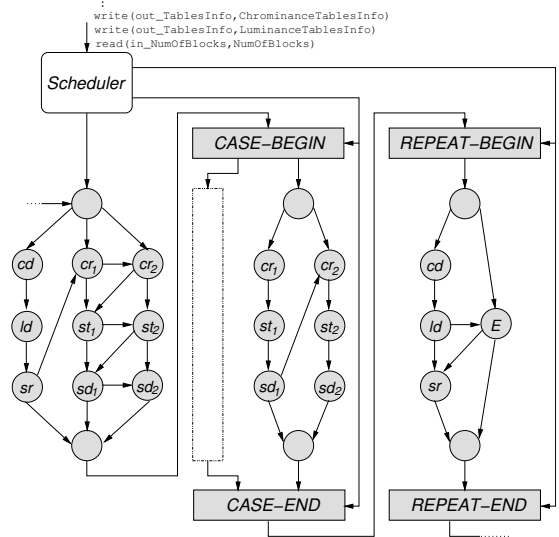 :
write(out_TablesInfo,ChrominanceTablesInfo)
write(out_TablesInfo,LuminanceTablesInfo)
read(in_NumOfBlocks,NumOfBlocks)
Scheduler
CASE–BEGIN
REPEAT–BEGIN
cd
cr1
cr2
ld
st1
st2
sr
sd1
sd2
cr1
cr2
st1
st2
sd1
sd2
cd
ld
E
sr
CASE–END
REPEAT–END